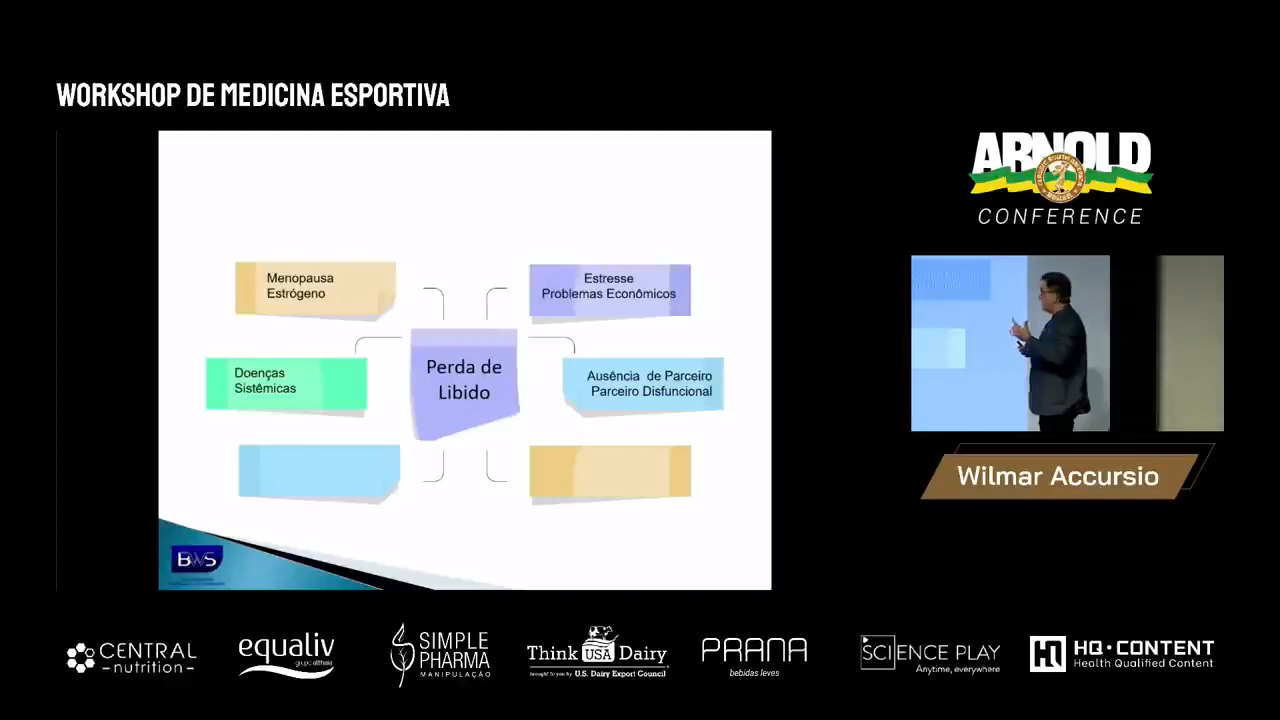 WORKSHOP DE MEDICINA ESPORTIVA
ARNOLD
CONFERENCE
Menopausa
Estrógeno
Estresse
Problemas Econômicos
Perda de
Libido
Doenças
Sistêmicas
Ausência de Parceiro
Parceiro Disfuncional
BWS
Wilmar Accursio
CENTRAL
nutrition
equaliv
grupo althaia
SIMPLE
PHARMA
MANIPULAÇÃO
Think USA Dairy
brought to you by U.S. Dairy Export Council
PRANA
bebidas leves
SCIENCE PLAY
Anytime, everywhere
HQ·CONTENT
Health Qualified Content